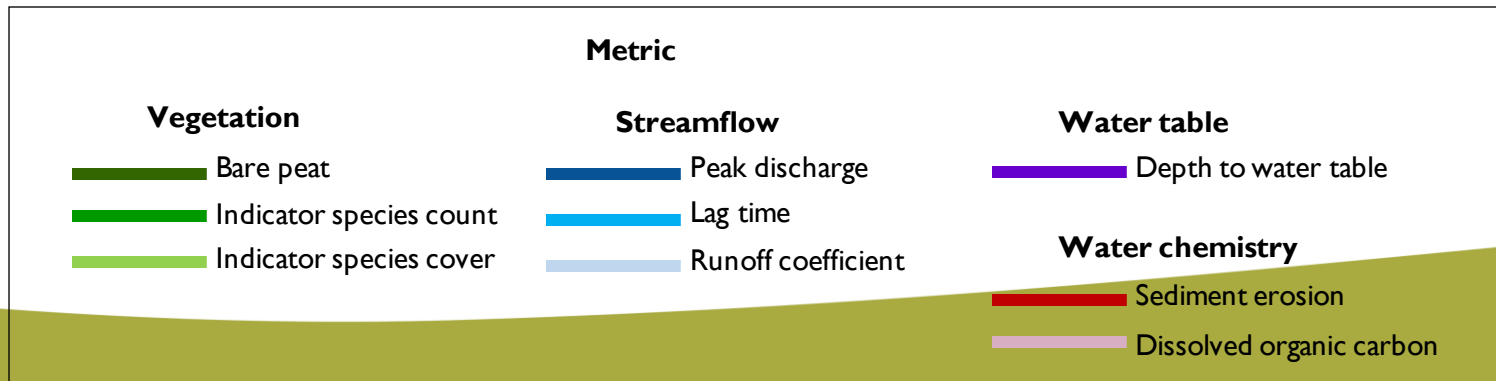 Metric
Vegetation
Bare peat
Indicator species count
Indicator species cover
Streamflow
Peak discharge
Lag time
Runoff coefficient
Water table
Depth to water table
Water chemistry
Sediment erosion
Dissolved organic carbon